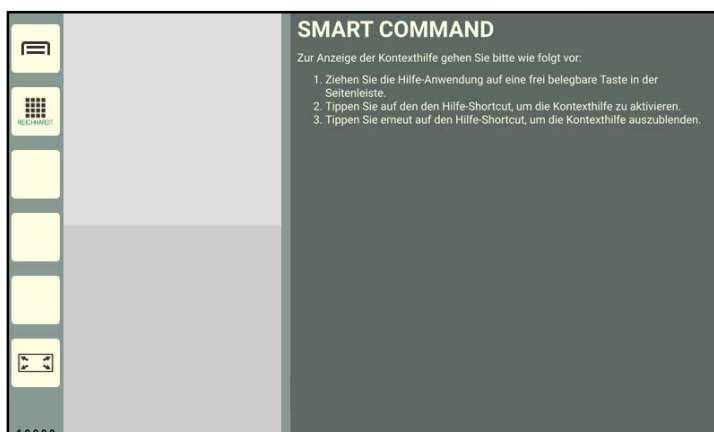 SMART COMMAND
Zur Anzeige der Kontexthilfe gehen Sie bitte wie folgt vor:
1. Ziehen Sie die Hilfe-Anwendung auf eine frei belegbare Taste in der
Seitenleiste.
2. Tippen Sie auf den den Hilfe-Shortcut, um die Kontexthilfe zu aktivieren.
3. Tippen Sie erneut auf den Hilfe-Shortcut, um die Kontexthilfe auszublenden.
REICHHARDT